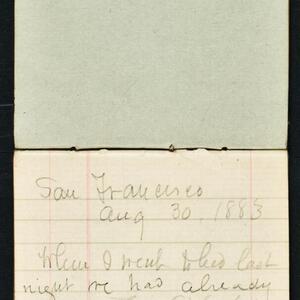 San Francisco
Aug 30, 1883
When I went to bed last
night we had already